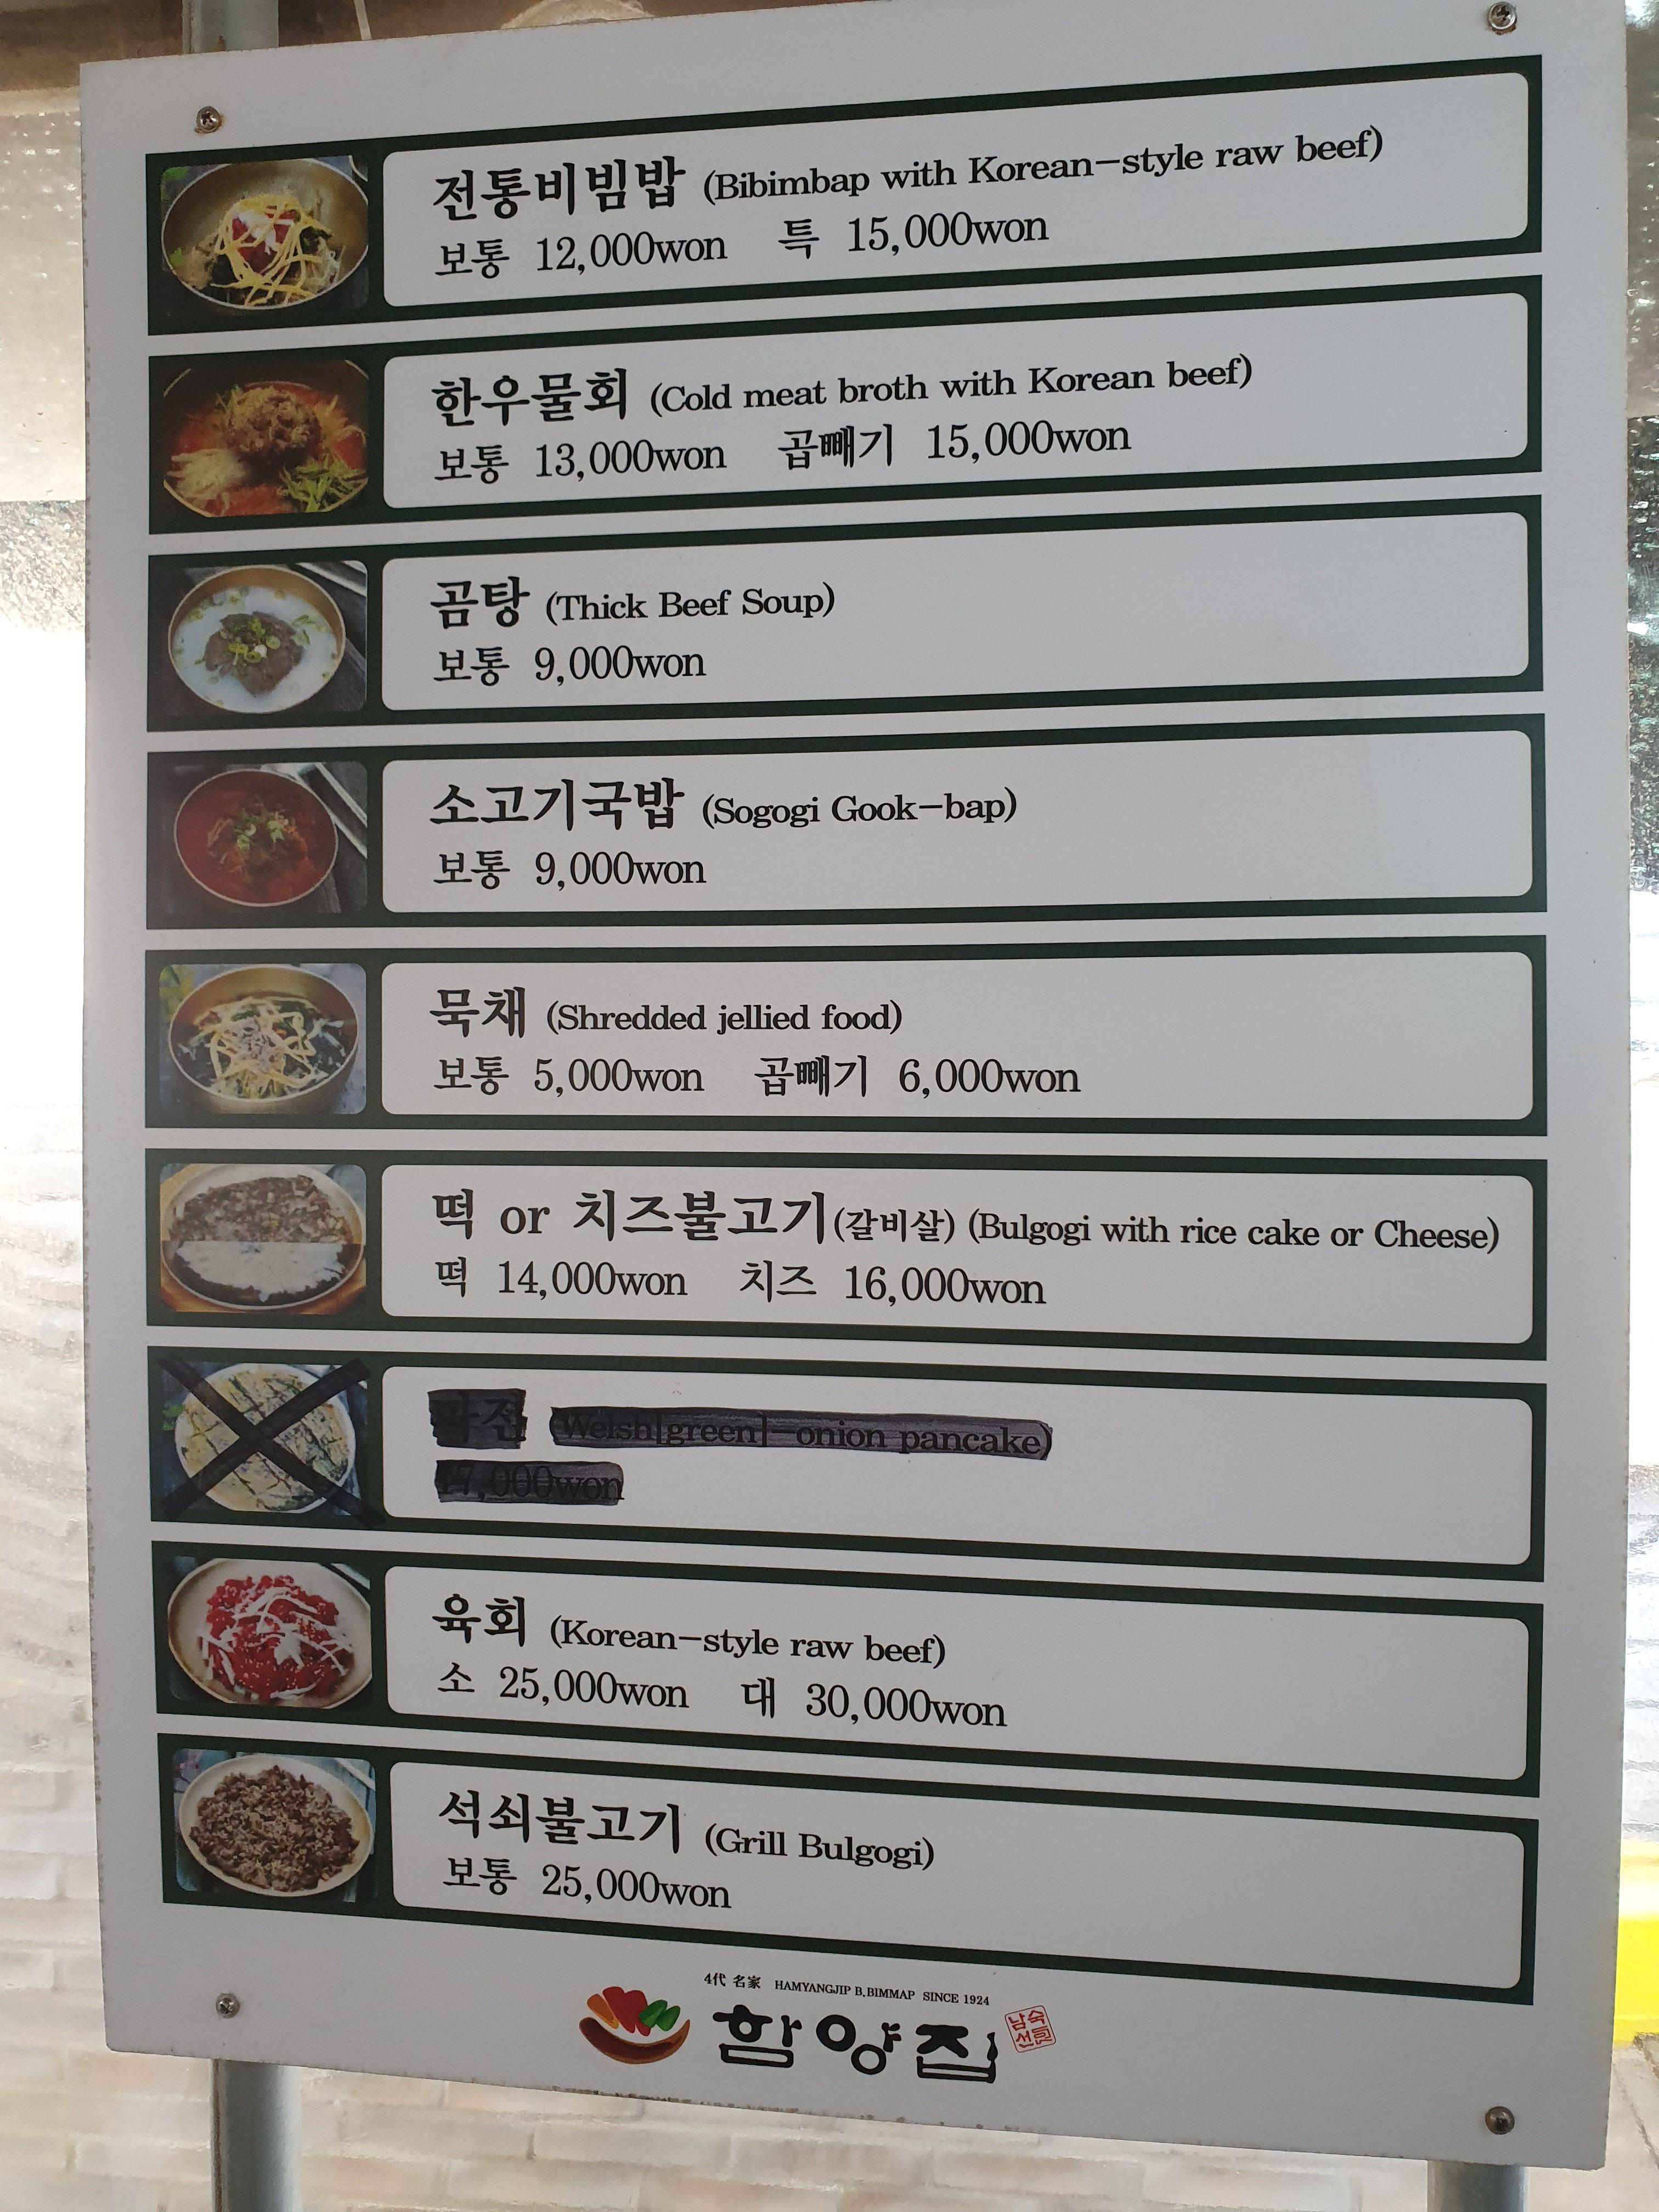 전통비빔밥 (Bibimbap with Korean-style raw beef)
보통 12,000won 특 15,000won
한우물회 (Cold meat broth with Korean beef)
보통 13,000won 곱빼기 15,000won
곰탕 (Thick Beef Soup)
보통 9,000won
소고기국밥 (Sogogi Gook-bap)
보통 9,000won
묵채 (Shredded jellied food)
보통 5,000won 곱빼기 6,000won
떡 or 치즈불고기(갈비살) (Bulgogi with rice cake or Cheese)
떡 14,000won 치즈 16,000won
파전 (Welsh[green]-onion pancake)
육회 (Korean-style raw beef)
소 25,000won 대 30,000won
석쇠불고기 (Grill Bulgogi)
보통 25,000won
4代 名家 HAMYANGJIP B.BIMMAP SINCE 1924
함양집